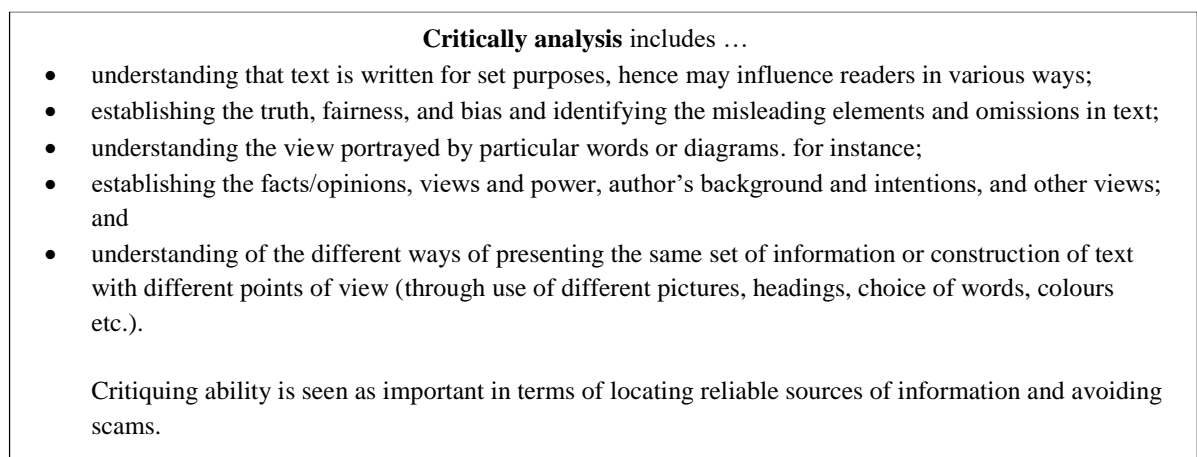 Critically analysis includes …
• understanding that text is written for set purposes, hence may influence readers in various ways;
• establishing the truth, fairness, and bias and identifying the misleading elements and omissions in text;
• understanding the view portrayed by particular words or diagrams. for instance;
• establishing the facts/opinions, views and power, author's background and intentions, and other views;
and
• understanding of the different ways of presenting the same set of information or construction of text
with different points of view (through use of different pictures, headings, choice of words, colours
etc.).
Critiquing ability is seen as important in terms of locating reliable sources of information and avoiding
scams.